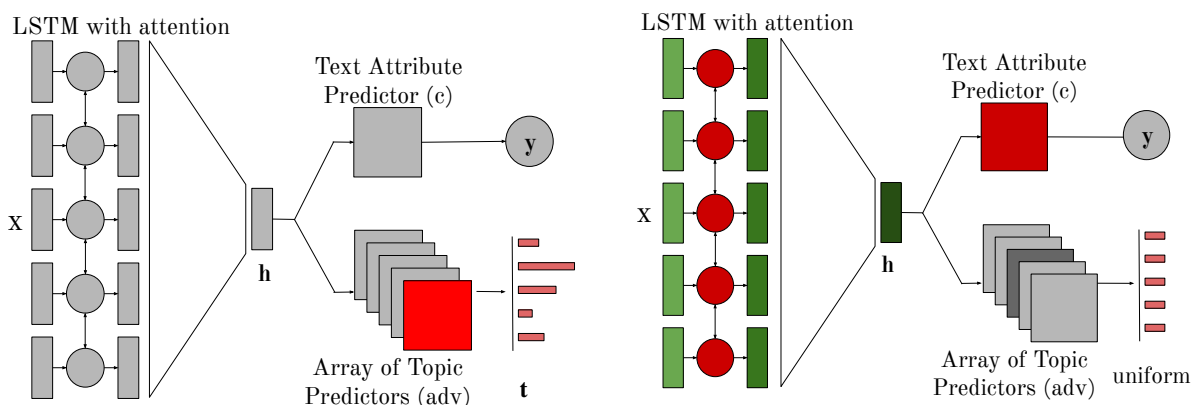 LSTM with attention
Text Attribute
Predictor (c)
y
x
h
Array of Topic
Predictors (adv)
t
LSTM with attention
Text Attribute
Predictor (c)
y
x
h
Array of Topic
Predictors (adv)
uniform